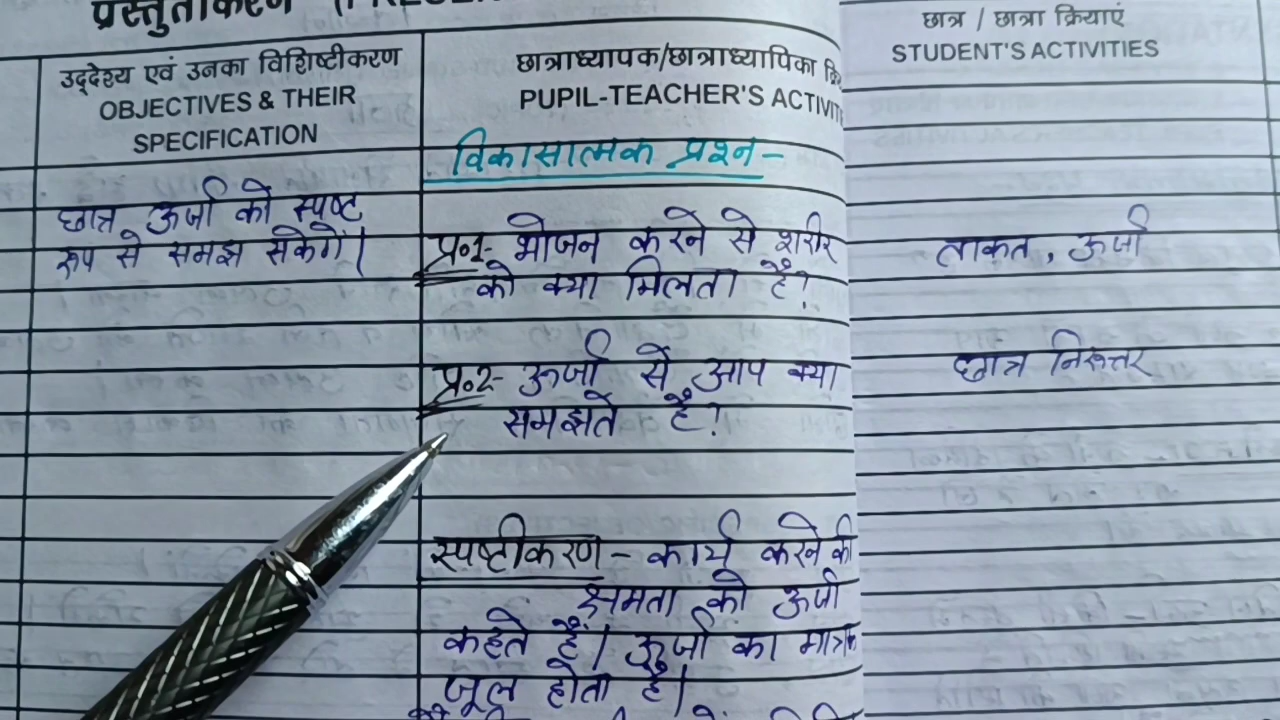 प्रस्तुतीकरण
उद्देश्य एवं उनका विशिष्टीकरण
OBJECTIVES & THEIR
SPECIFICATION
छात्र ऊर्जा को स्पष्ट
रूप से समझ सकेगें।
छात्राध्यापक/छात्राध्यापिका
PUPIL-TEACHER'S
विकासात्मक प्रश्न-
प्र०1- भोजन करने से शरीर
को क्या मिलता है?
प्र०2- ऊर्जा से आप क्या
समझते है?
स्पष्टीकरण - कार्य करने की
क्षमता को ऊर्जा
कहते हैं। ऊर्जा का मात्रक
जूल होता है।
छात्र / छात्रा क्रियाएं
STUDENT'S ACTIVITIES
ताकत, ऊर्जा
छात्र निरूत्तर